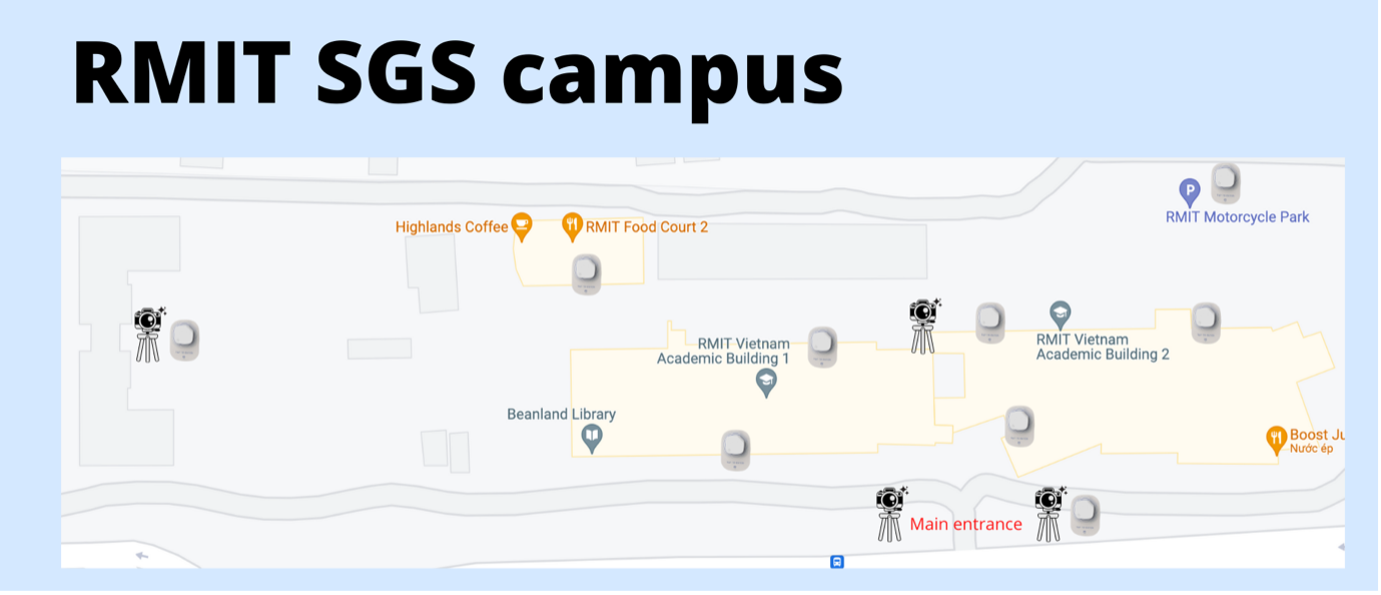 RMIT SGS campus
P
RMIT Motorcycle Park
Highlands Coffee
RMIT Food Court 2
RMIT Vietnam
Academic Building 1
RMIT Vietnam
Academic Building 2
Beanland Library
Boost Ju
Nước ép
Main entrance